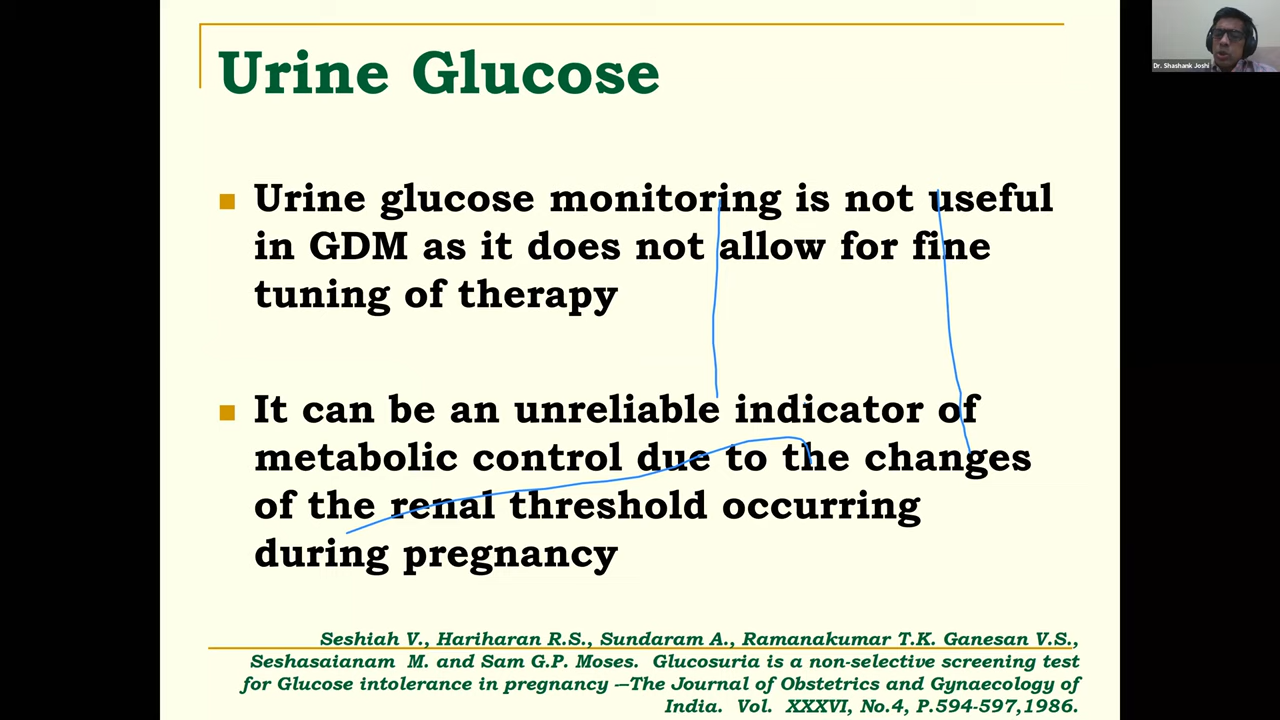 Urine Glucose
Dr. Shashank Joshi
Urine glucose monitoring is not useful
in GDM as it does not allow for fine
tuning of therapy
It can be an unreliable indicator of
metabolic control due to the changes
of the renal threshold occurring
during pregnancy
Seshiah V., Hariharan R.S., Sundaram A., Ramanakumar T.K. Ganesan V.S.,
Seshasaianam M. and Sam G.P. Moses. Glucosuria is a non-selective screening test
for Glucose intolerance in pregnancy -–The Journal of Obstetrics and Gynaecology of
India. Vol. XXXVI, No.4, P.594-597,1986.